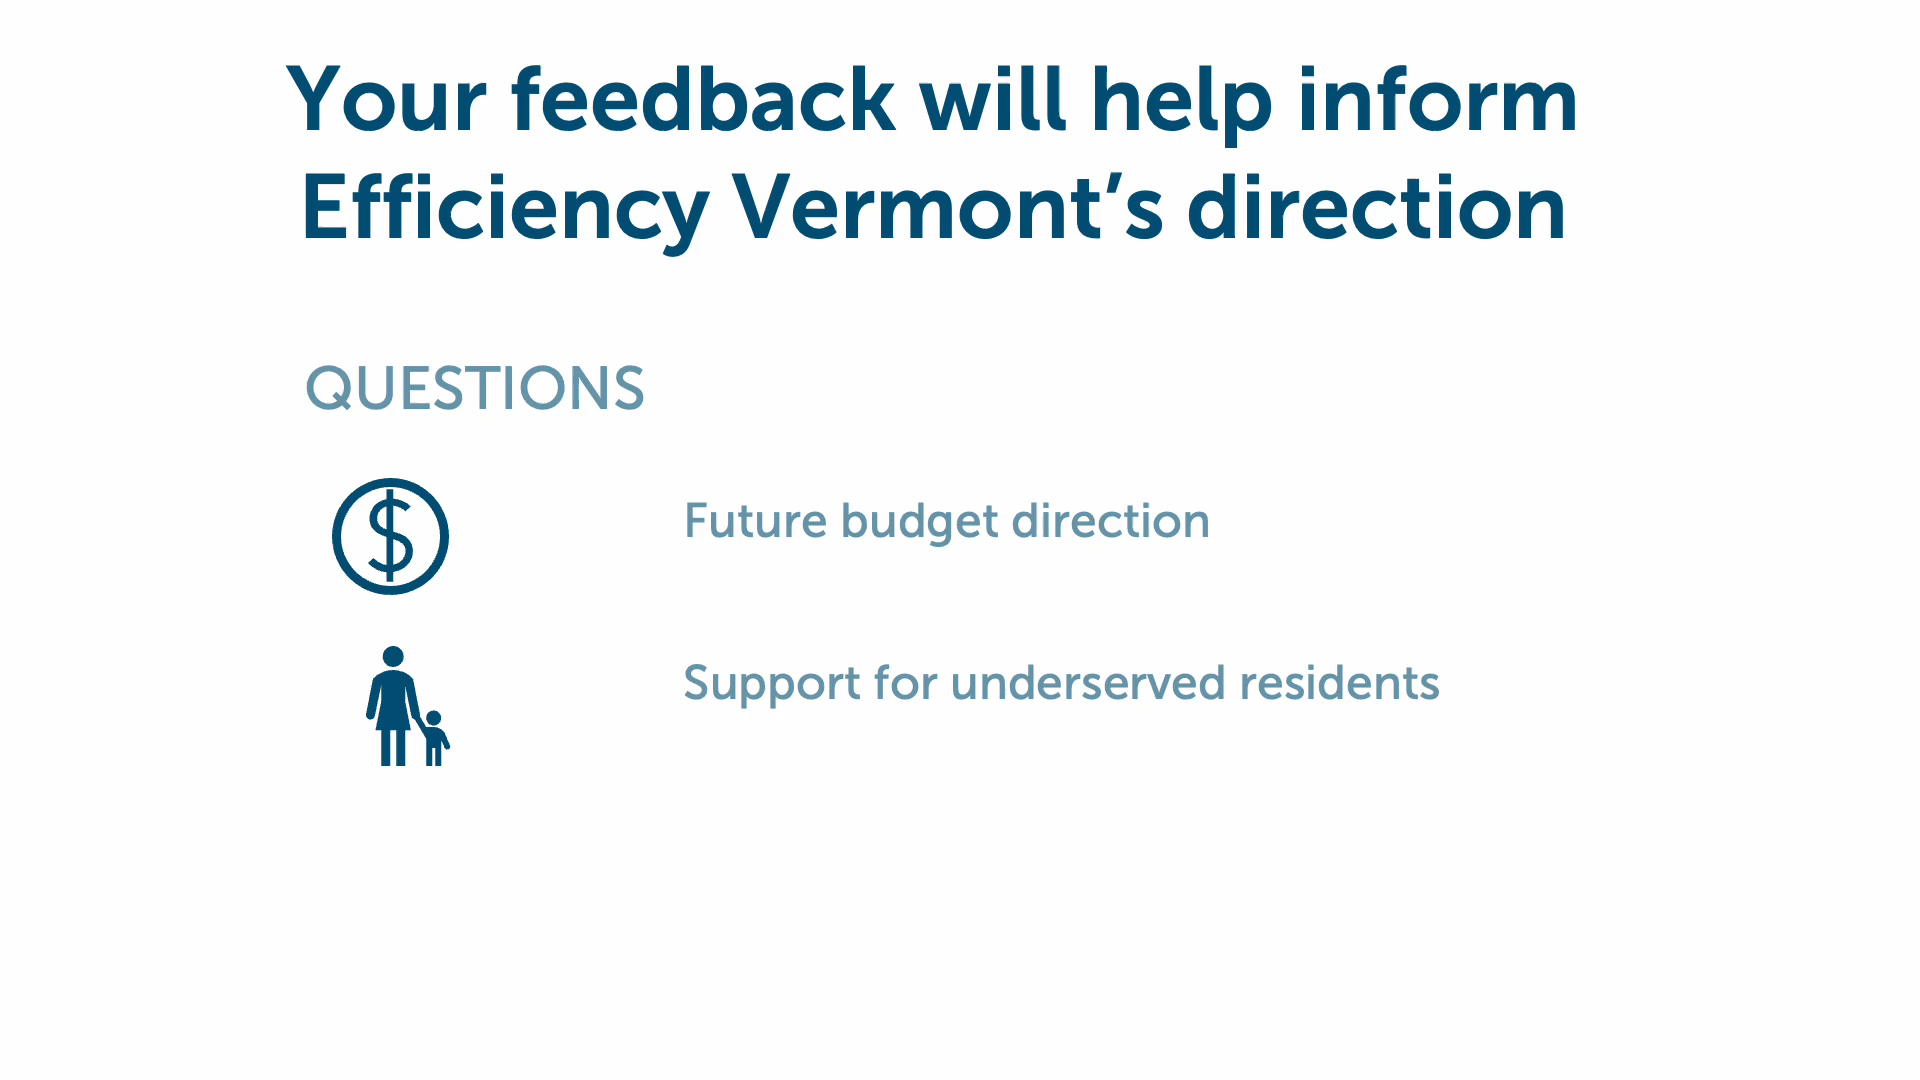 Your feedback will help inform
Efficiency Vermont’s direction
QUESTIONS
Future budget direction
Support for underserved residents